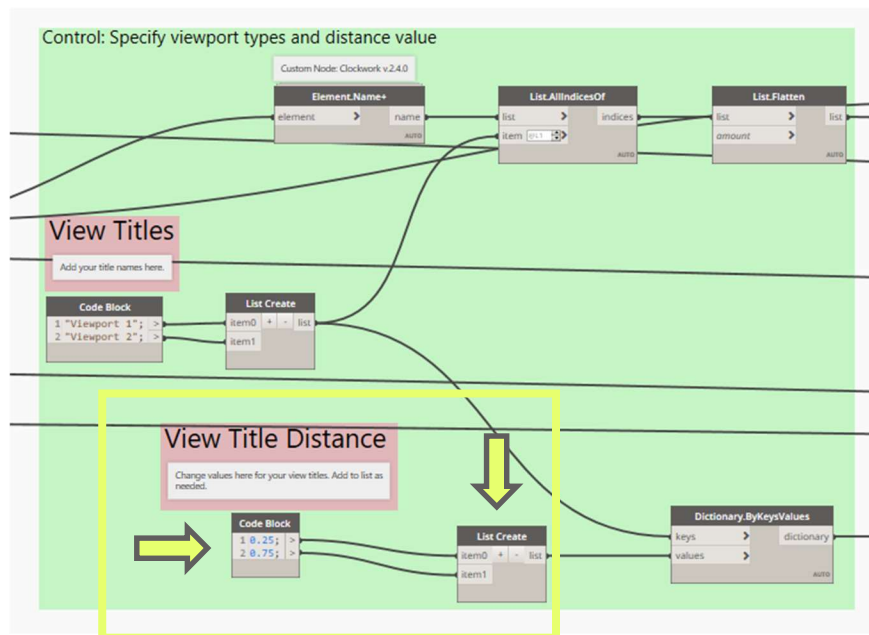 Control: Specify viewport types and distance value
Custom Node: Clockwork v.2.4.0
Element.Name+
element > name
AUTO
List.AllIndicesOf
list > indices
item @L1 >
AUTO
List.Flatten
list > list
amount >
AUTO
View Titles
Add your title names here.
Code Block
1 "Viewport 1"; >
2 "Viewport 2"; >
List Create
item0 + - list
item1
View Title Distance
Change values here for your view titles. Add to list as
needed.
Code Block
1 0.25; >
2 0.75; >
List Create
item0 + - list
item1
Dictionary.ByKeysValues
keys > dictionary
values >
AUTO